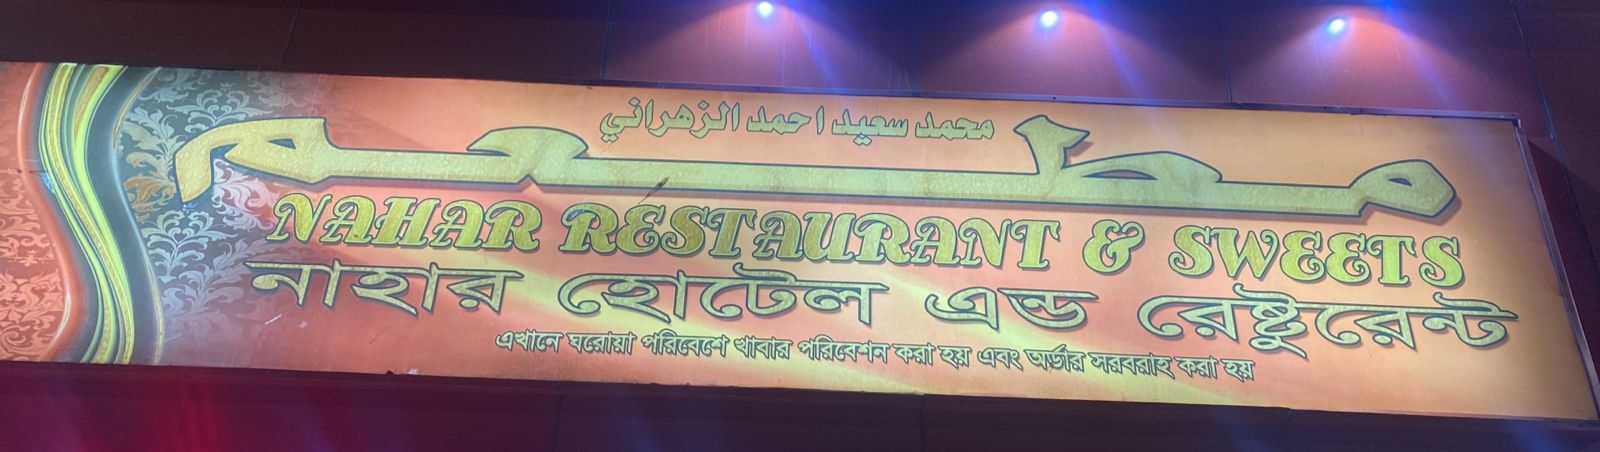 محمد سعيد احمد الزهراني
مطعم
NAHAR RESTAURANT & SWEETS
নাহার হোটেল এন্ড রেষ্টুরেন্ট
এখানে ঘরোয়া পরিবেশে খাবার পরিবেশন করা হয় এবং অর্ডার সরবরাহ করা হয়